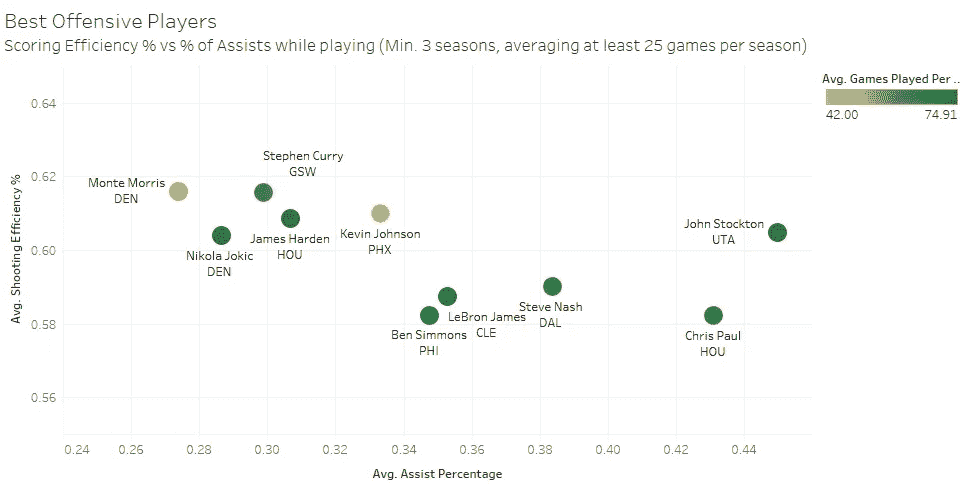 Best Offensive Players
Scoring Efficiency % vs % of Assists while playing (Min. 3 seasons, averaging at least 25 games per season)
Avg. Games Played Per ..
42.00 74.91
Avg. Shooting Efficiency %
0.64
0.62
0.60
0.58
0.56
Stephen Curry
GSW
Monte Morris
DEN
James Harden
HOU
Kevin Johnson
PHX
John Stockton
UTA
Nikola Jokic
DEN
LeBron James
CLE
Steve Nash
DAL
Ben Simmons
PHI
Chris Paul
HOU
0.24 0.26 0.28 0.30 0.32 0.34 0.36 0.38 0.40 0.42 0.44
Avg. Assist Percentage